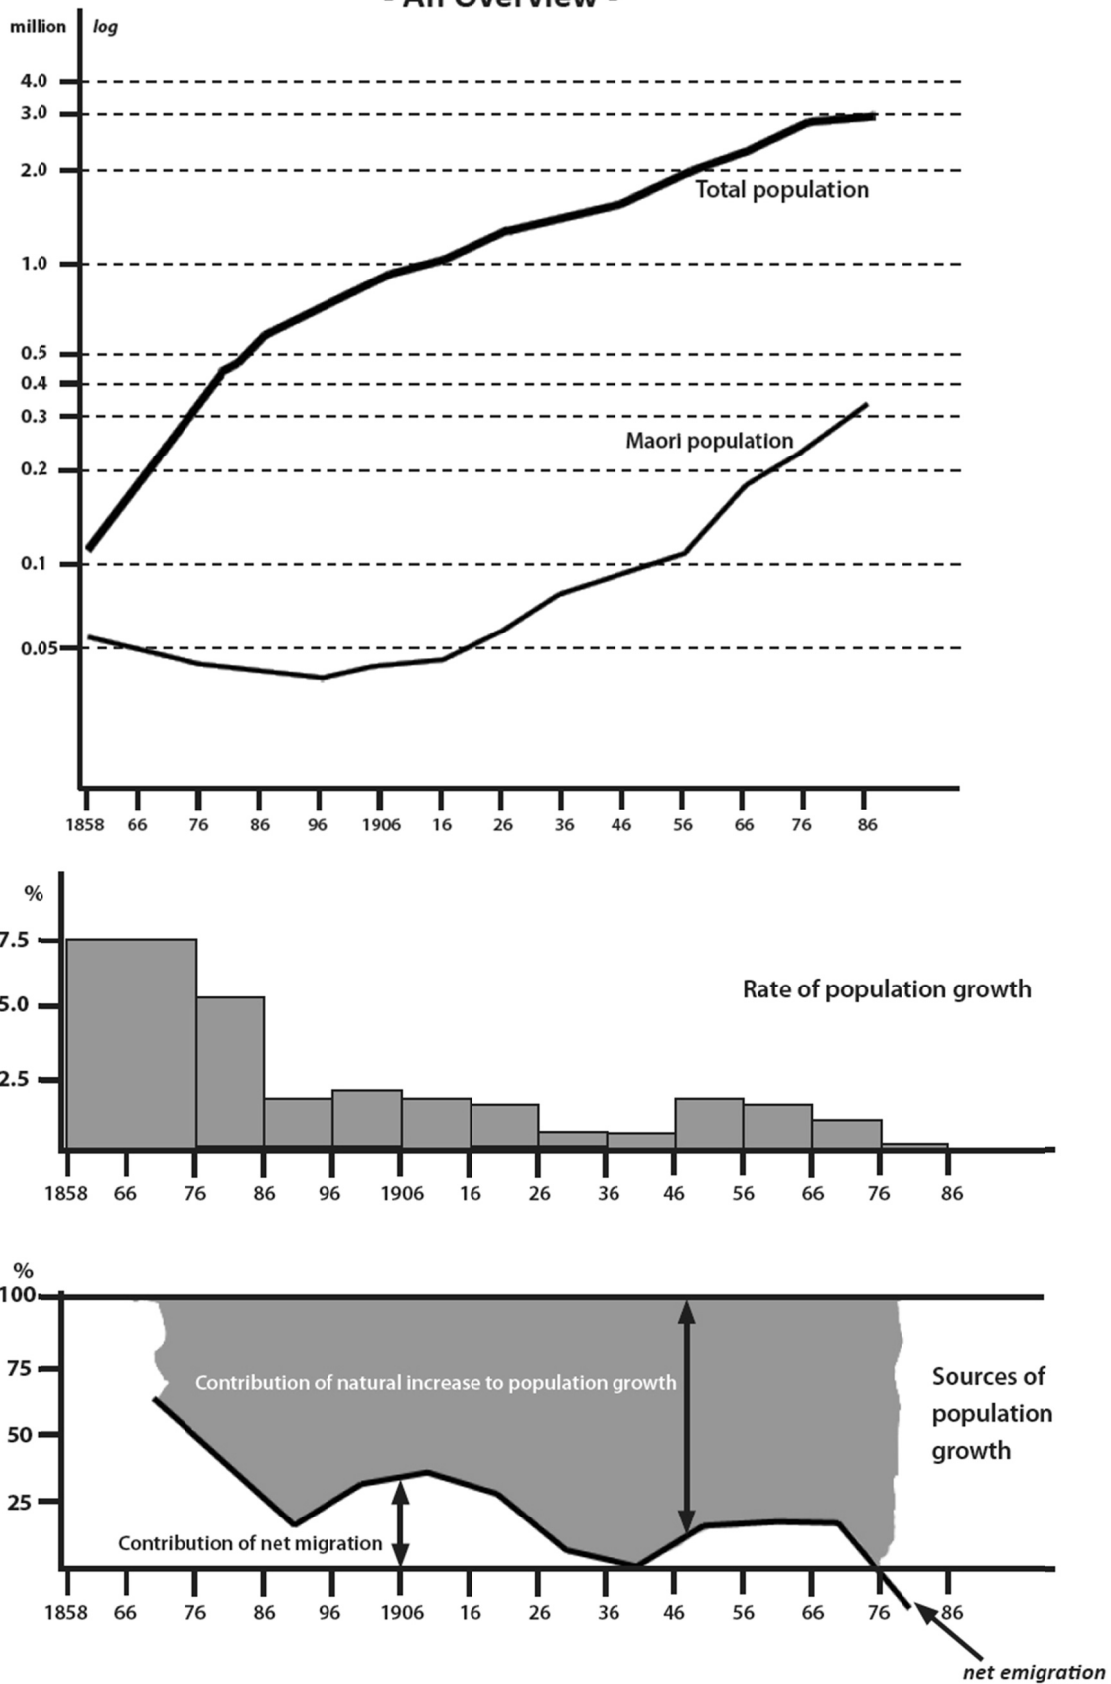 - An Overview -
million log
4.0
3.0
2.0
Total population
1.0
0.5
0.4
0.3
Maori population
0.2
0.1
0.05
1858 66 76 86 96 1906 16 26 36 46 56 66 76 86
%
7.5
Rate of population growth
5.0
2.5
1858 66 76 86 96 1906 16 26 36 46 56 66 76 86
%
100
75
Contribution of natural increase to population growth
Sources of
population
growth
50
25
Contribution of net migration
1858 66 76 86 96 1906 16 26 36 46 56 66 76 86
net emigration